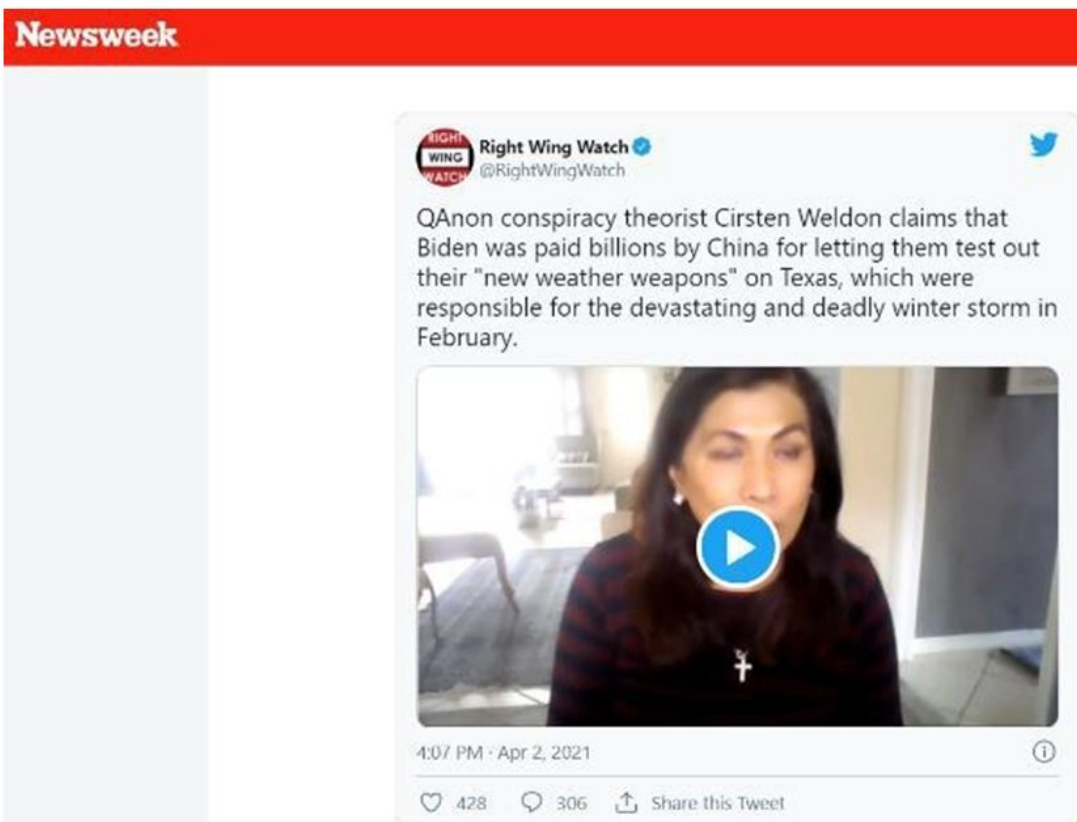 Newsweek
RIGHT
WING
WATCH
Right Wing Watch
@RightWingWatch
QAnon conspiracy theorist Cirsten Weldon claims that
Biden was paid billions by China for letting them test out
their "new weather weapons" on Texas, which were
responsible for the devastating and deadly winter storm in
February.
4:07 PM · Apr 2, 2021
428 306 Share this Tweet